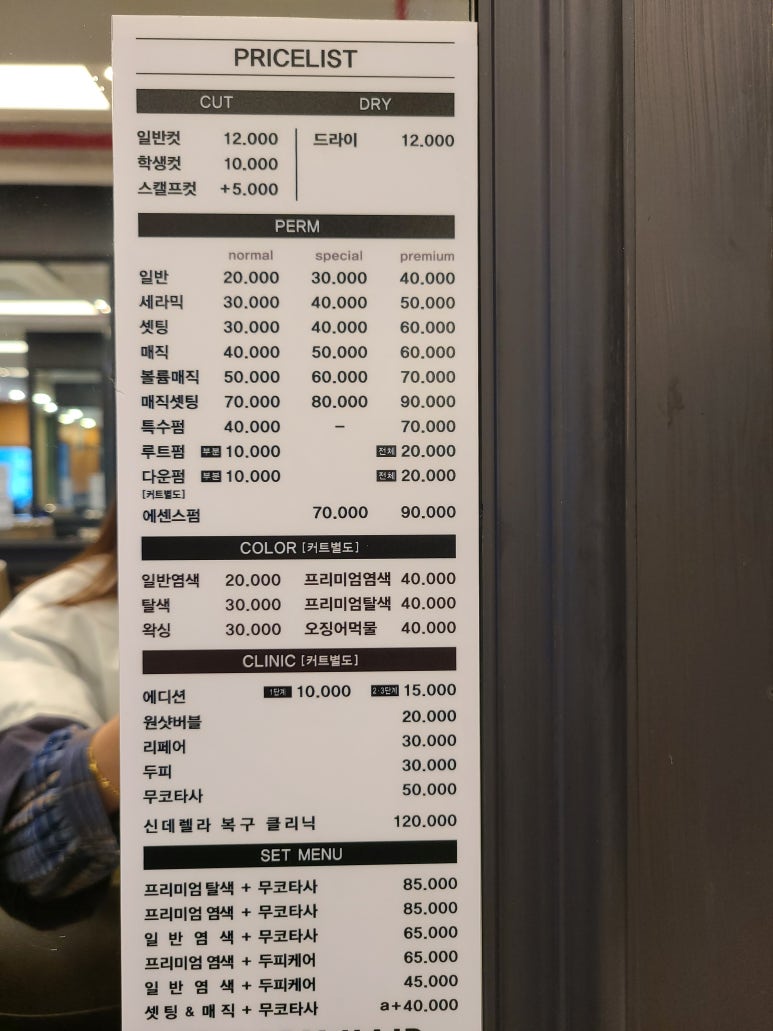 PRICELIST
CUT DRY
일반컷 12.000 드라이 12.000
학생컷 10.000
스캘프컷 +5.000
PERM
normal special premium
일반 20.000 30.000 40.000
세라믹 30.000 40.000 50.000
셋팅 30.000 40.000 60.000
매직 40.000 50.000 60.000
볼륨매직 50.000 60.000 70.000
매직셋팅 70.000 80.000 90.000
특수펌 40.000 – 70.000
루트펌 부분 10.000 전체 20.000
다운펌 부분 10.000 전체 20.000
[커트별도]
에센스펌 70.000 90.000
COLOR [커트별도]
일반염색 20.000 프리미엄염색 40.000
탈색 30.000 프리미엄탈색 40.000
왁싱 30.000 오징어먹물 40.000
CLINIC [커트별도]
에디션 1단계 10.000 2·3단계 15.000
원샷버블 20.000
리페어 30.000
두피 30.000
무코타사 50.000
신데렐라 복구 클리닉 120.000
SET MENU
프리미엄 탈색 + 무코타사 85.000
프리미엄 염색 + 무코타사 85.000
일 반 염 색 + 무코타사 65.000
프리미엄 염색 + 두피케어 65.000
일 반 염 색 + 두피케어 45.000
셋팅 & 매직 + 무코타사 a+40.000